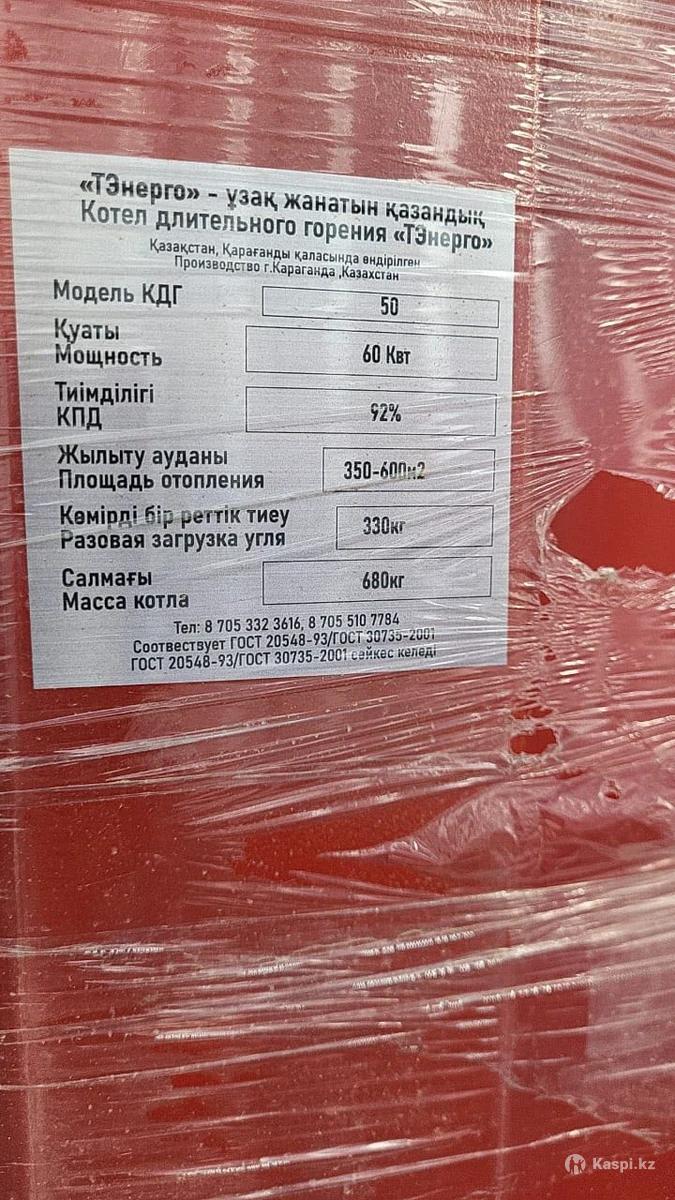 «ТЭнерго» - ұзақ жанатын қазандық
Котел длительного горения «ТЭнерго»
Қазақстан, Қарағанды қаласында өндірілген
Производство г.Караганда ,Казахстан
Модель КДГ 50
Қуаты
Мощность 60 Квт
Тиімділігі
КПД 92%
Жылыту ауданы
Площадь отопления 350-600м2
Көмірді бір реттік тиеу
Разовая загрузка угля 330кг
Салмағы
Масса котла 680кг
Тел: 8 705 332 3616, 8 705 510 7784
Соотвествует ГОСТ 20548-93/ГОСТ 30735-2001
ГОСТ 20548-93/ГОСТ 30735-2001 сәйкес келеді
Kaspi.kz